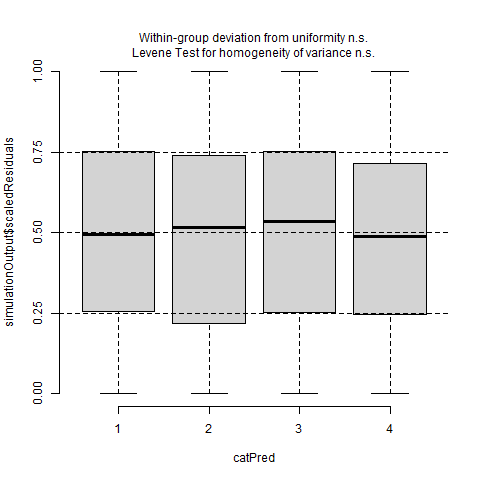 Within-group deviation from uniformity n.s.
Levene Test for homogeneity of variance n.s.
simulationOutput$scaledResiduals
1.00
0.75
0.50
0.25
0.00
1 2 3 4
catPred